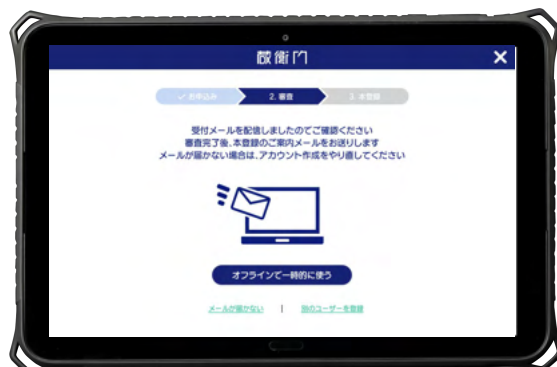 蔵衛門
✓ お申込み
2. 審査
3. 本登録
受付メールを配信しましたのでご確認ください
審査完了後、本登録のご案内メールをお送りします
メールが届かない場合は、アカウント作成をやり直してください
オフラインで一時的に使う
メールが届かない | 別のユーザーを登録